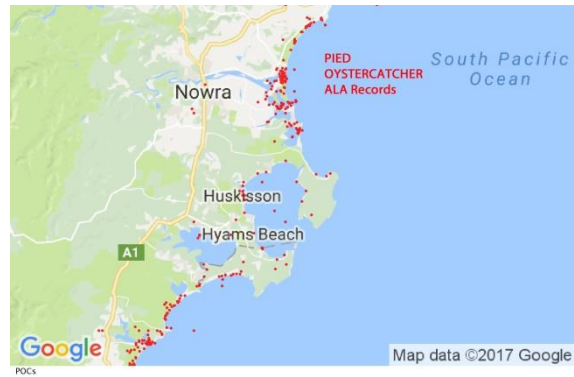 PIED
OYSTERCATCHER
ALA Records
South Pacific
Ocean
Nowra
Huskisson
Hyams Beach
A1
Google
Map data ©2017 Google
POCs